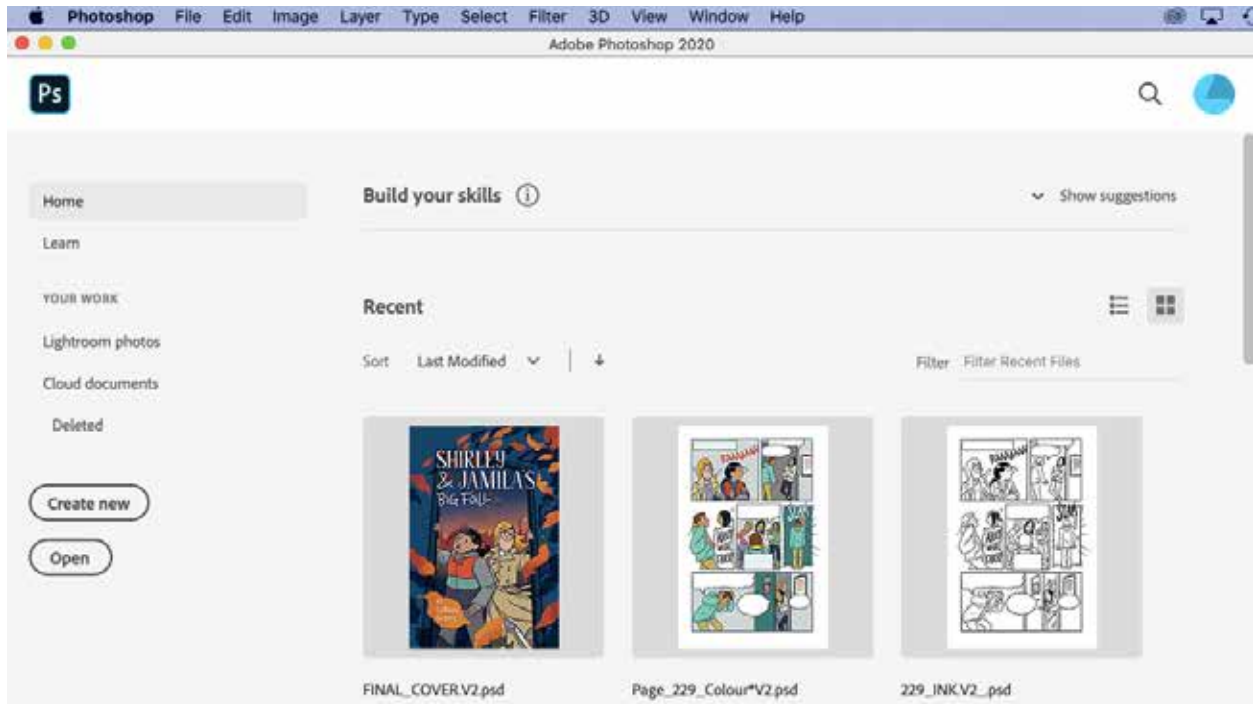 Photoshop File Edit Image Layer Type Select Filter 3D View Window Help
Adobe Photoshop 2020
Ps
Home
Learn
YOUR WORK
Lightroom photos
Cloud documents
Deleted
Create new
Open
Build your skills
Show suggestions
Recent
Sort Last Modified
Filter Filter Recent Files
SHIRLEY
& JAMILA'S
BIG FALL
FINAL_COVER.V2.psd
Page_229_Colour*V2.psd
229_INK.V2_.psd